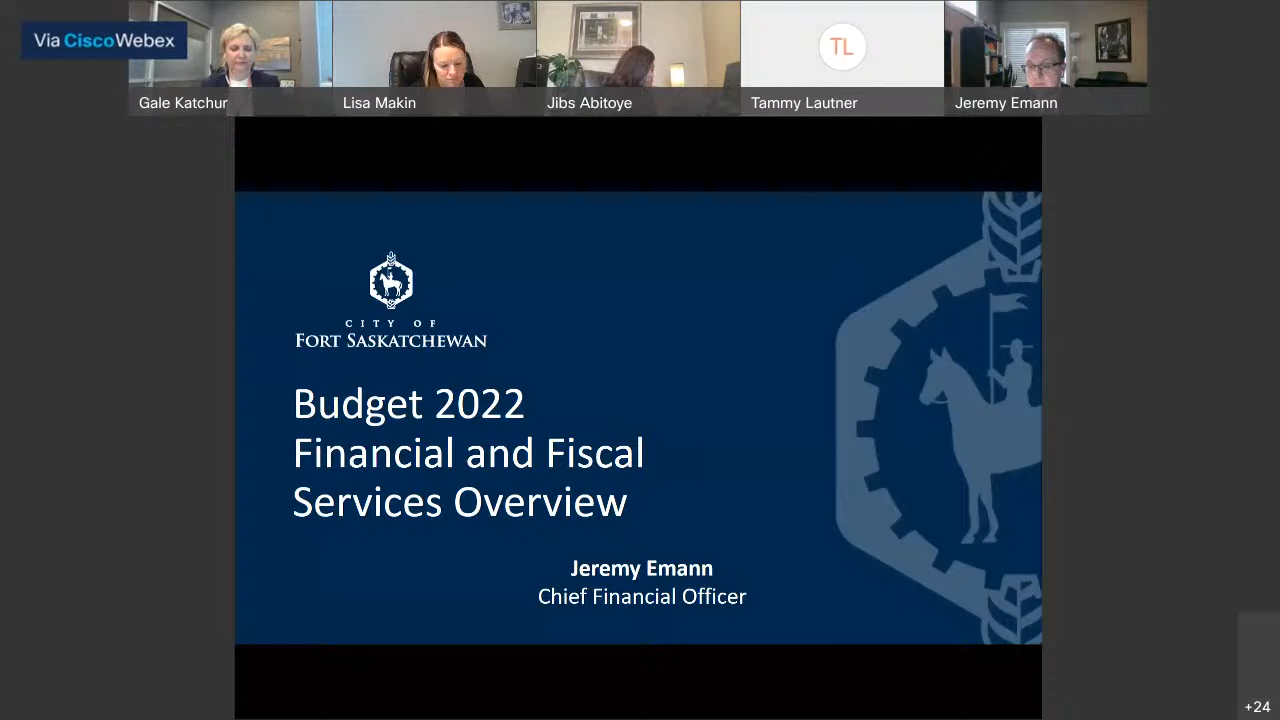 Via CiscoWebex
Gale Katchur
Lisa Makin
Jibs Abitoye
TL
Tammy Lautner
Jeremy Emann
CITY OF
FORT SASKATCHEWAN
Budget 2022
Financial and Fiscal
Services Overview
Jeremy Emann
Chief Financial Officer
+24